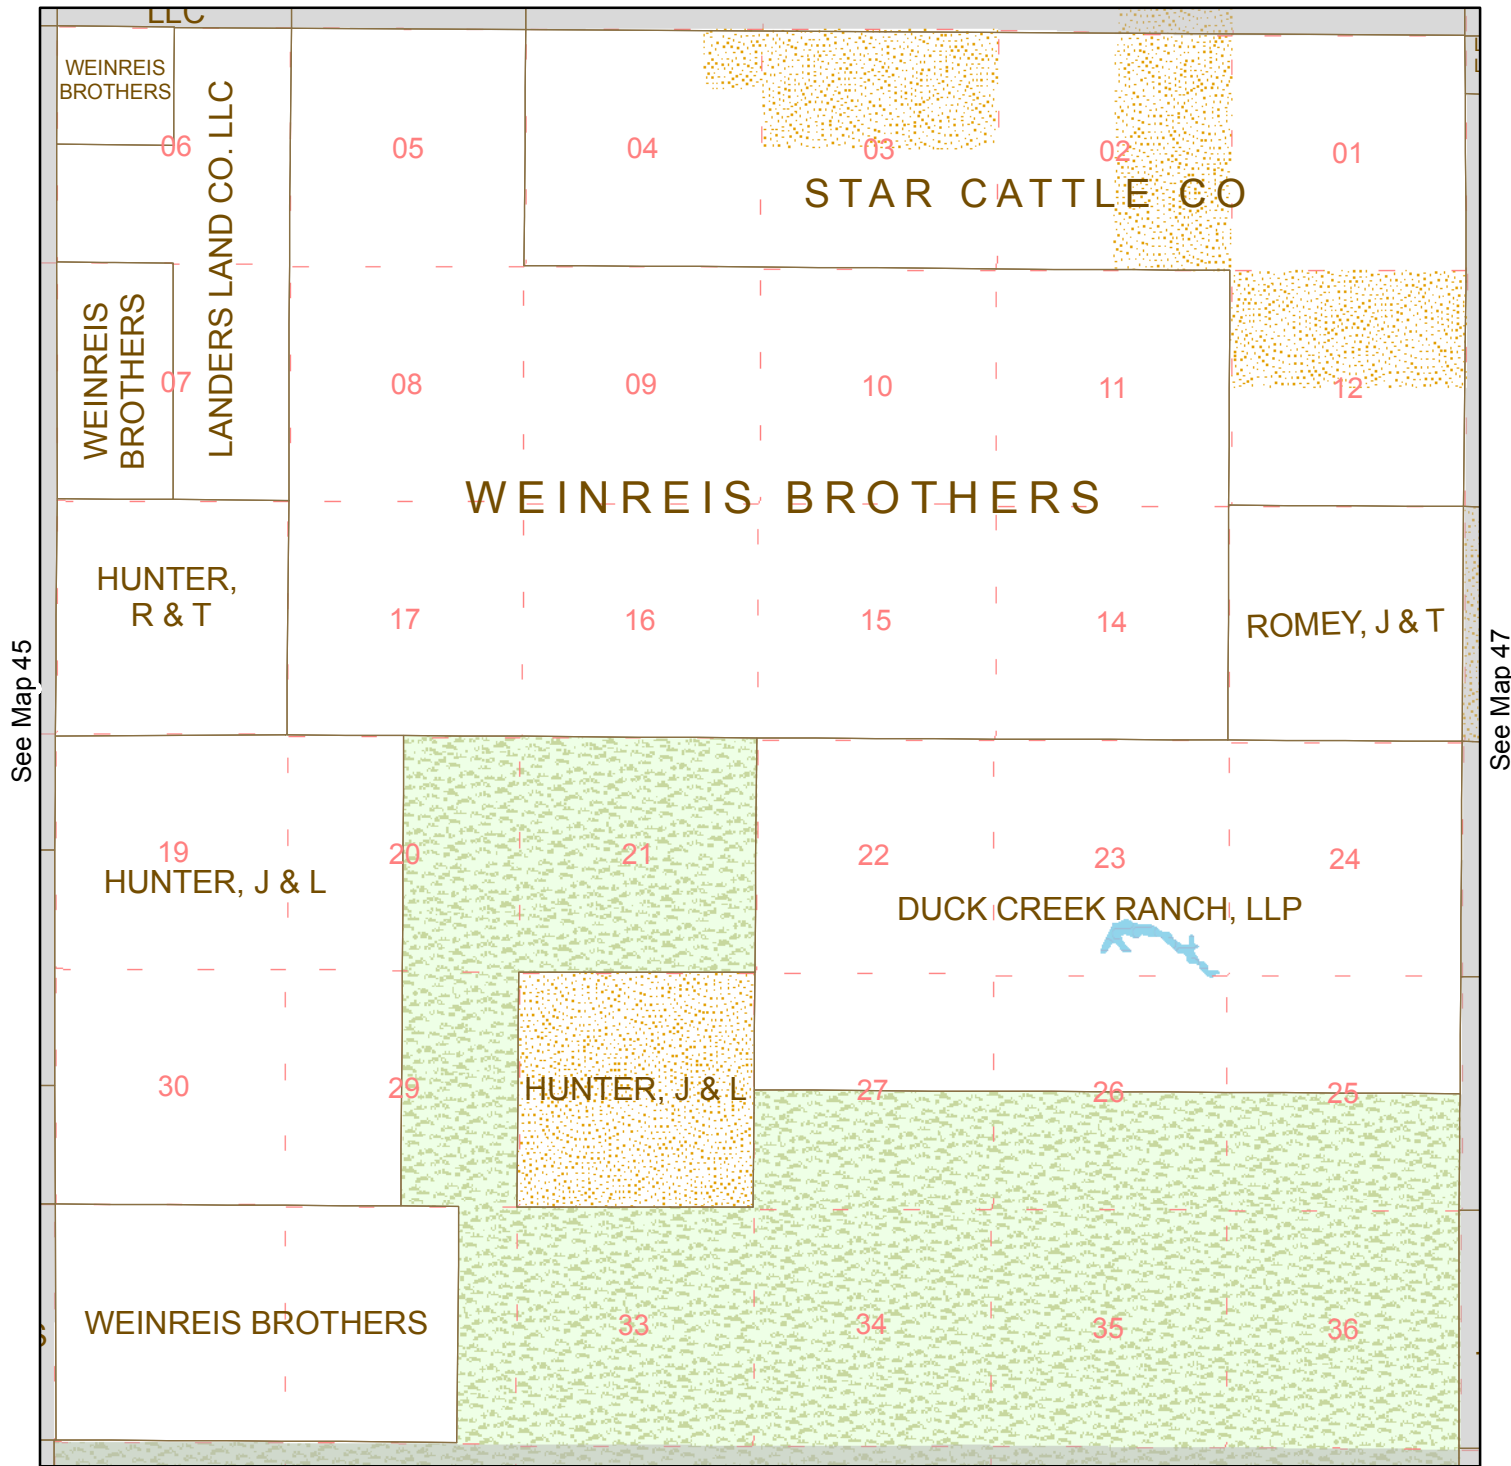 LLC
WEINREIS
BROTHERS
06
05
04
03
02
01
LANDERS LAND CO. LLC
STAR CATTLE CO
WEINREIS
BROTHERS
07
08
09
10
11
12
WEINREIS BROTHERS
HUNTER,
R & T
17
16
15
14
ROMEY, J & T
See Map 45
See Map 47
19
20
21
22
23
24
HUNTER, J & L
DUCK CREEK RANCH, LLP
30
29
HUNTER, J & L
27
26
25
WEINREIS BROTHERS
33
34
35
36